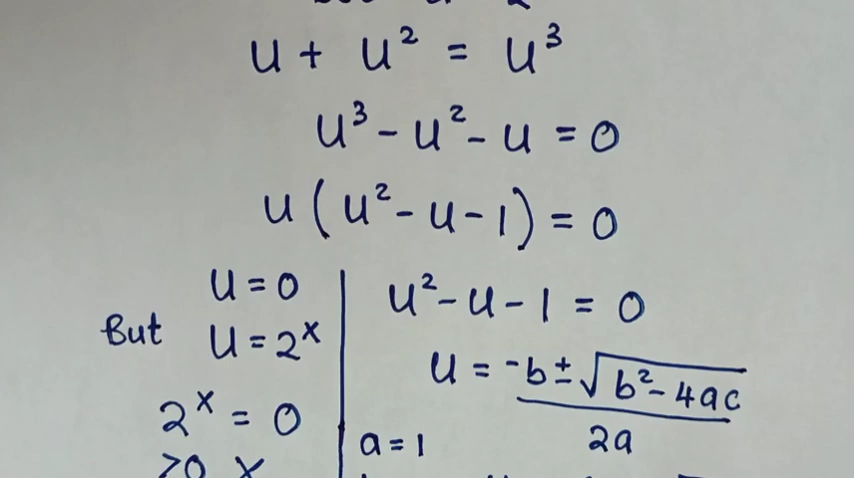 u + u² = u³
u³ - u² - u = 0
u(u² - u - 1) = 0
u = 0
But u = 2ˣ
2ˣ = 0
>0 x
u² - u - 1 = 0
u = -b ± √(b² - 4ac) / 2a
a = 1